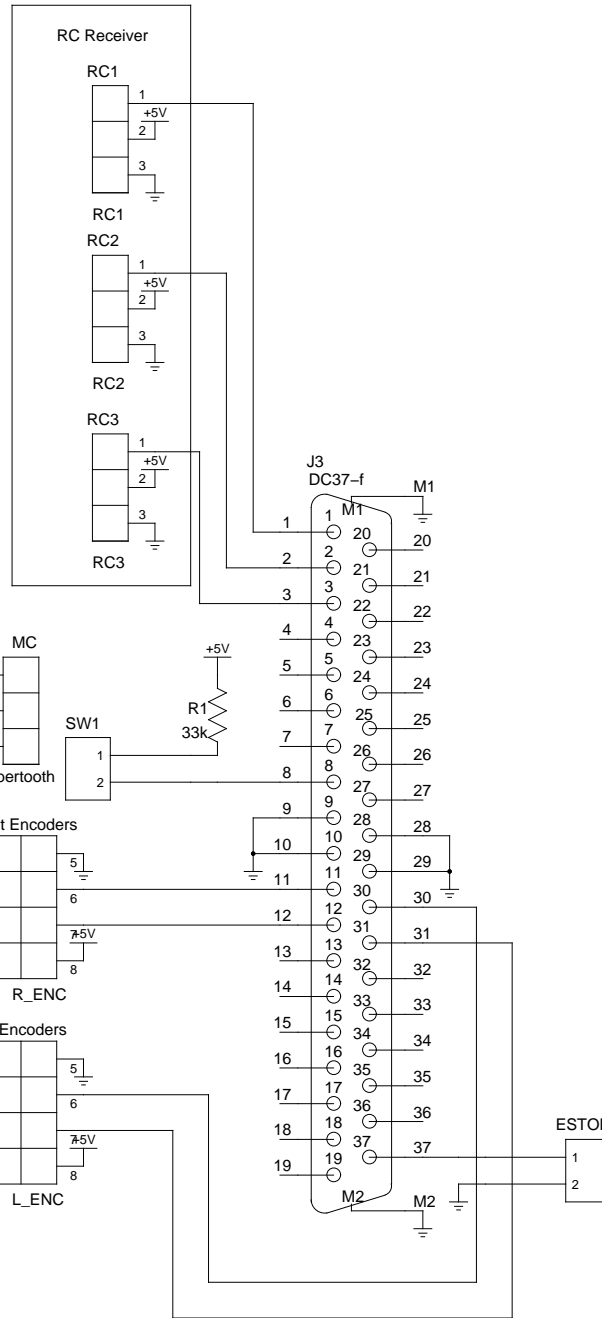 RC Receiver
RC1
1
+5V
2
3
RC1
RC2
1
+5V
2
3
RC2
RC3
1
+5V
2
3
RC3
J3
DC37–f
M1
M1
1 1 20 20
2 2 21 21
3 3 22 22
4 4 23 23
5 5 24 24
6 6 25 25
7 7 26 26
8 8 27 27
9 9 28 28
10 10 29 29
11 11 30 30
12 12 31 31
13 13 32 32
14 14 33 33
15 15 34 34
16 16 35 35
17 17 36 36
18 18 37 37
19 19
M2
M2
MC
bertooth
SW1
1
2
+5V
R1
33k
t Encoders
5
6
7
+5V
8
R_ENC
Encoders
5
6
7
+5V
8
L_ENC
ESTO
1
2